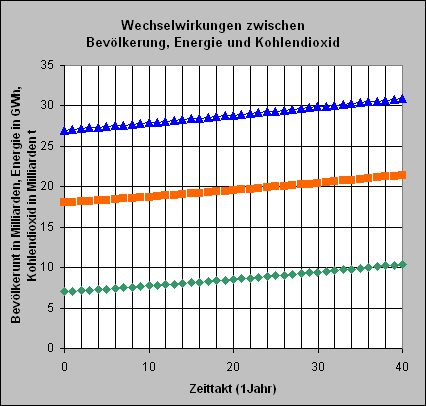 Wechselwirkungen zwischen
Bevölkerung, Energie und Kohlendioxid
Bevölkerunt in Milliarden, Energie in GWh,
Kohlendioxid in Milliarden t
35
30
25
20
15
10
5
0
0 10 20 30 40
Zeittakt (1Jahr)